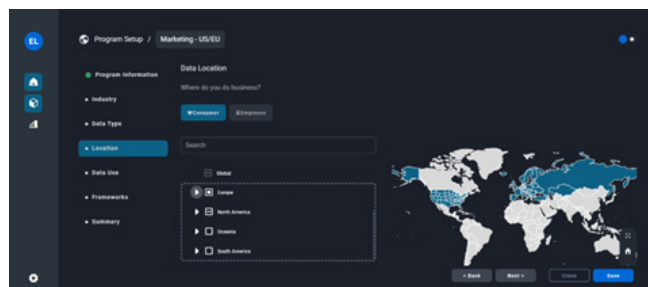 EL
Program Setup / Marketing - US/EU
Program Information
Industry
Data Type
Location
Data Use
Frameworks
Summary
Data Location
Where do you do business?
Consumer
Employee
Search
Global
Europe
North America
Oceania
South America
< Back
Next >
Close
Save